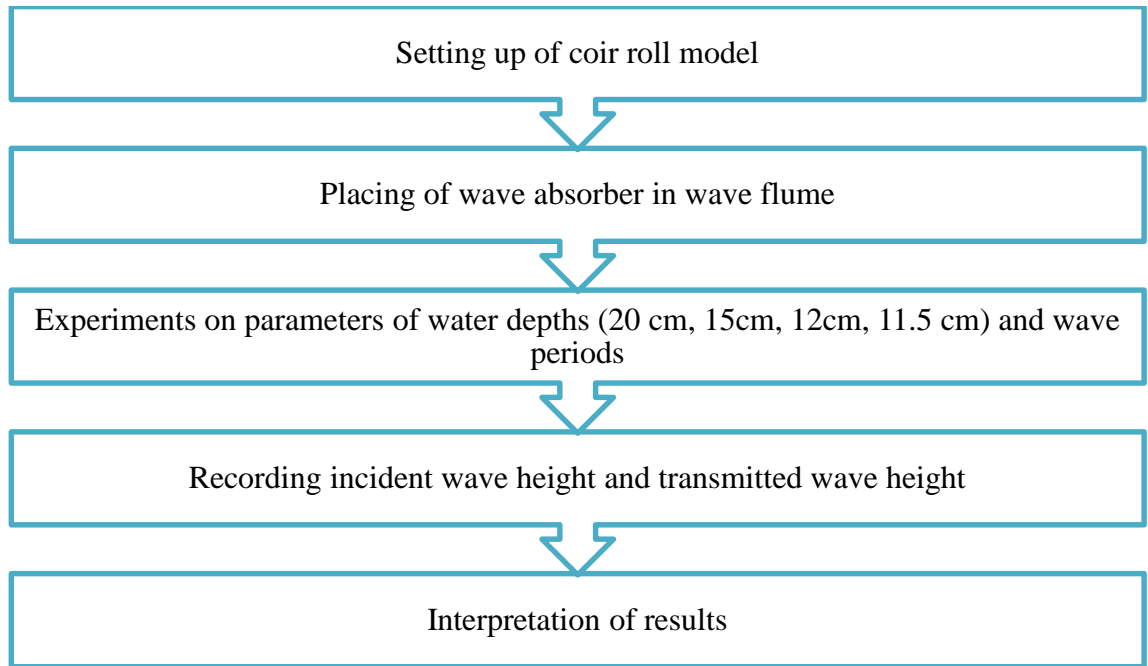 Setting up of coir roll model
Placing of wave absorber in wave flume
Experiments on parameters of water depths (20 cm, 15cm, 12cm, 11.5 cm) and wave
periods
Recording incident wave height and transmitted wave height
Interpretation of results